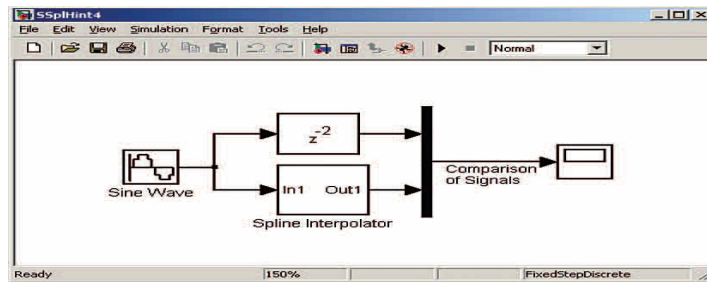 SSplHint4
File Edit View Simulation Format Tools Help
Normal
z-2
Sine Wave
In1 Out1
Spline Interpolator
Comparison
of Signals
Ready 150% FixedStepDiscrete